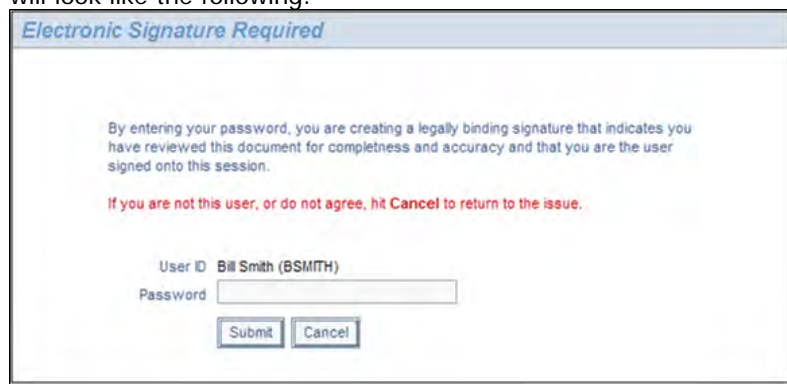 will look like the following:
Electronic Signature Required
By entering your password, you are creating a legally binding signature that indicates you
have reviewed this document for completness and accuracy and that you are the user
signed onto this session.
If you are not this user, or do not agree, hit Cancel to return to the issue.
User ID Bill Smith (BSMITH)
Password
Submit Cancel